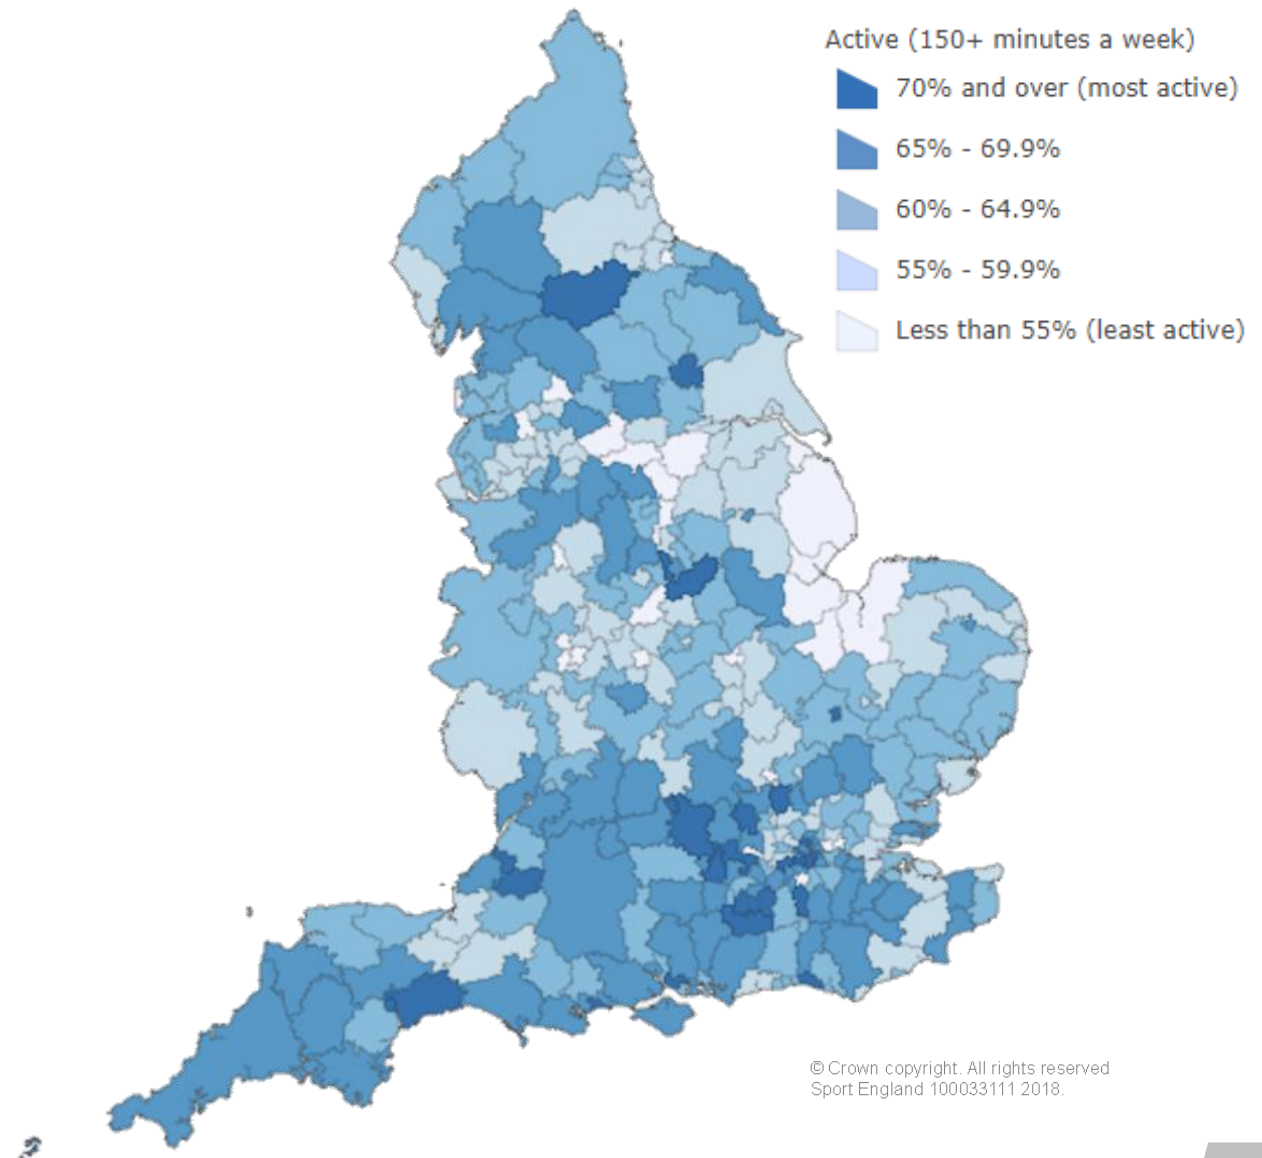 Active (150+ minutes a week)
70% and over (most active)
65% - 69.9%
60% - 64.9%
55% - 59.9%
Less than 55% (least active)
© Crown copyright. All rights reserved
Sport England 100033111 2018.